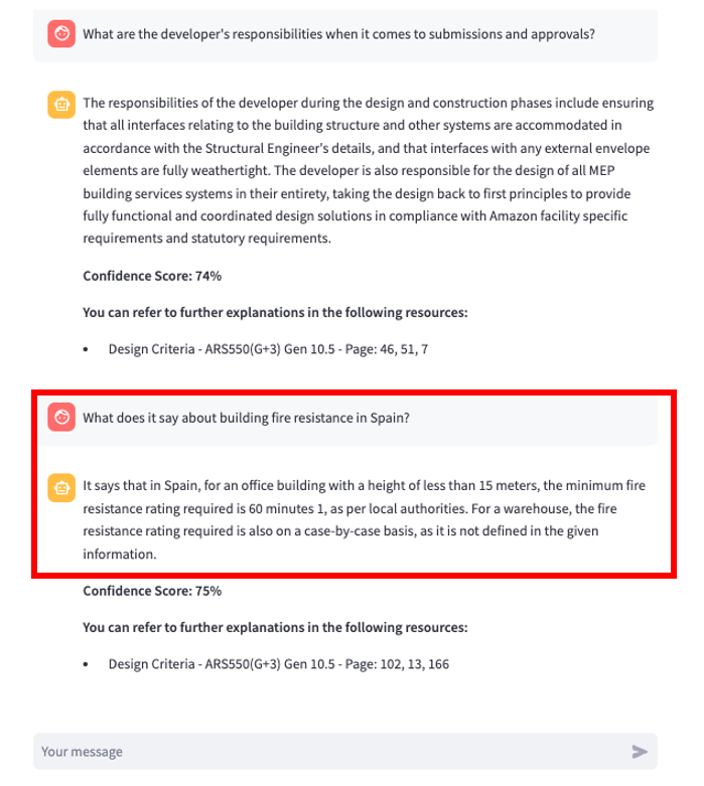 What are the developer's responsibilities when it comes to submissions and approvals?
The responsibilities of the developer during the design and construction phases include ensuring
that all interfaces relating to the building structure and other systems are accommodated in
accordance with the Structural Engineer's details, and that interfaces with any external envelope
elements are fully weathertight. The developer is also responsible for the design of all MEP
building services systems in their entirety, taking the design back to first principles to provide
fully functional and coordinated design solutions in compliance with Amazon facility specific
requirements and statutory requirements.
Confidence Score: 74%
You can refer to further explanations in the following resources:
• Design Criteria - ARS550(G+3) Gen 10.5 - Page: 46, 51, 7
What does it say about building fire resistance in Spain?
It says that in Spain, for an office building with a height of less than 15 meters, the minimum fire
resistance rating required is 60 minutes 1, as per local authorities. For a warehouse, the fire
resistance rating required is also on a case-by-case basis, as it is not defined in the given
information.
Confidence Score: 75%
You can refer to further explanations in the following resources:
• Design Criteria - ARS550(G+3) Gen 10.5 - Page: 102, 13, 166
Your message